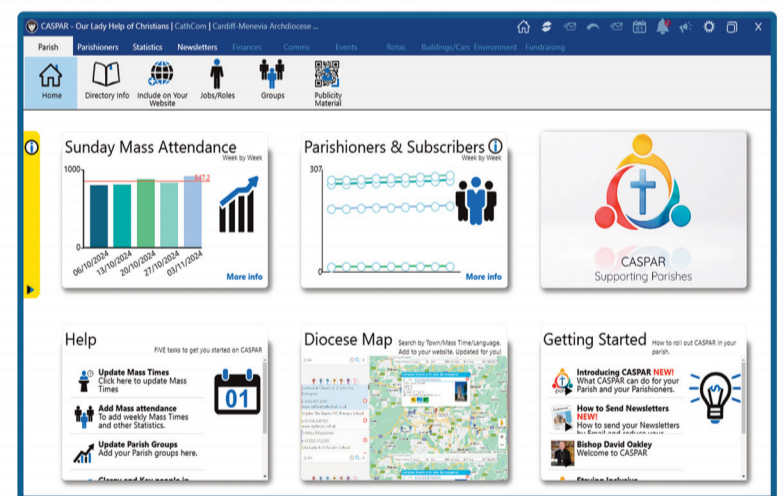 CASPAR - Our Lady Help of Christians | CathCom | Cardiff-Menevia Archdiocese ...
Parish Parishioners Statistics Newsletters Finances Comms Events Rotas Buildings/Cars Environment Fundraising
Home
Directory Info
Include on Your
Website
Jobs/Roles
Groups
Publicity
Material
Sunday Mass Attendance
Week by Week
1000
847.2
0
06/10/2024
13/10/2024
20/10/2024
27/10/2024
03/11/2024
More info
Parishioners & Subscribers
Week by Week
307
0
More info
CASPAR
Supporting Parishes
Help
FIVE tasks to get you started on CASPAR
Update Mass Times
Click here to update Mass
Times
Add Mass attendance
To add weekly Mass Times
and other Statistics.
Update Parish Groups
Add your Parish groups here.
Clergy and Key people in
01
Diocese Map
Search by Town/Mass Time/Language.
Add to your website. Updated for you!
Getting Started
How to roll out CASPAR in your
parish.
Introducing CASPAR NEW!
What CASPAR can do for your
Parish and your Parishioners.
How to Send Newsletters
NEW!
How to send your Newsletters
by Email and reduce your
Bishop David Oakley
Welcome to CASPAR
Staying Inclusive